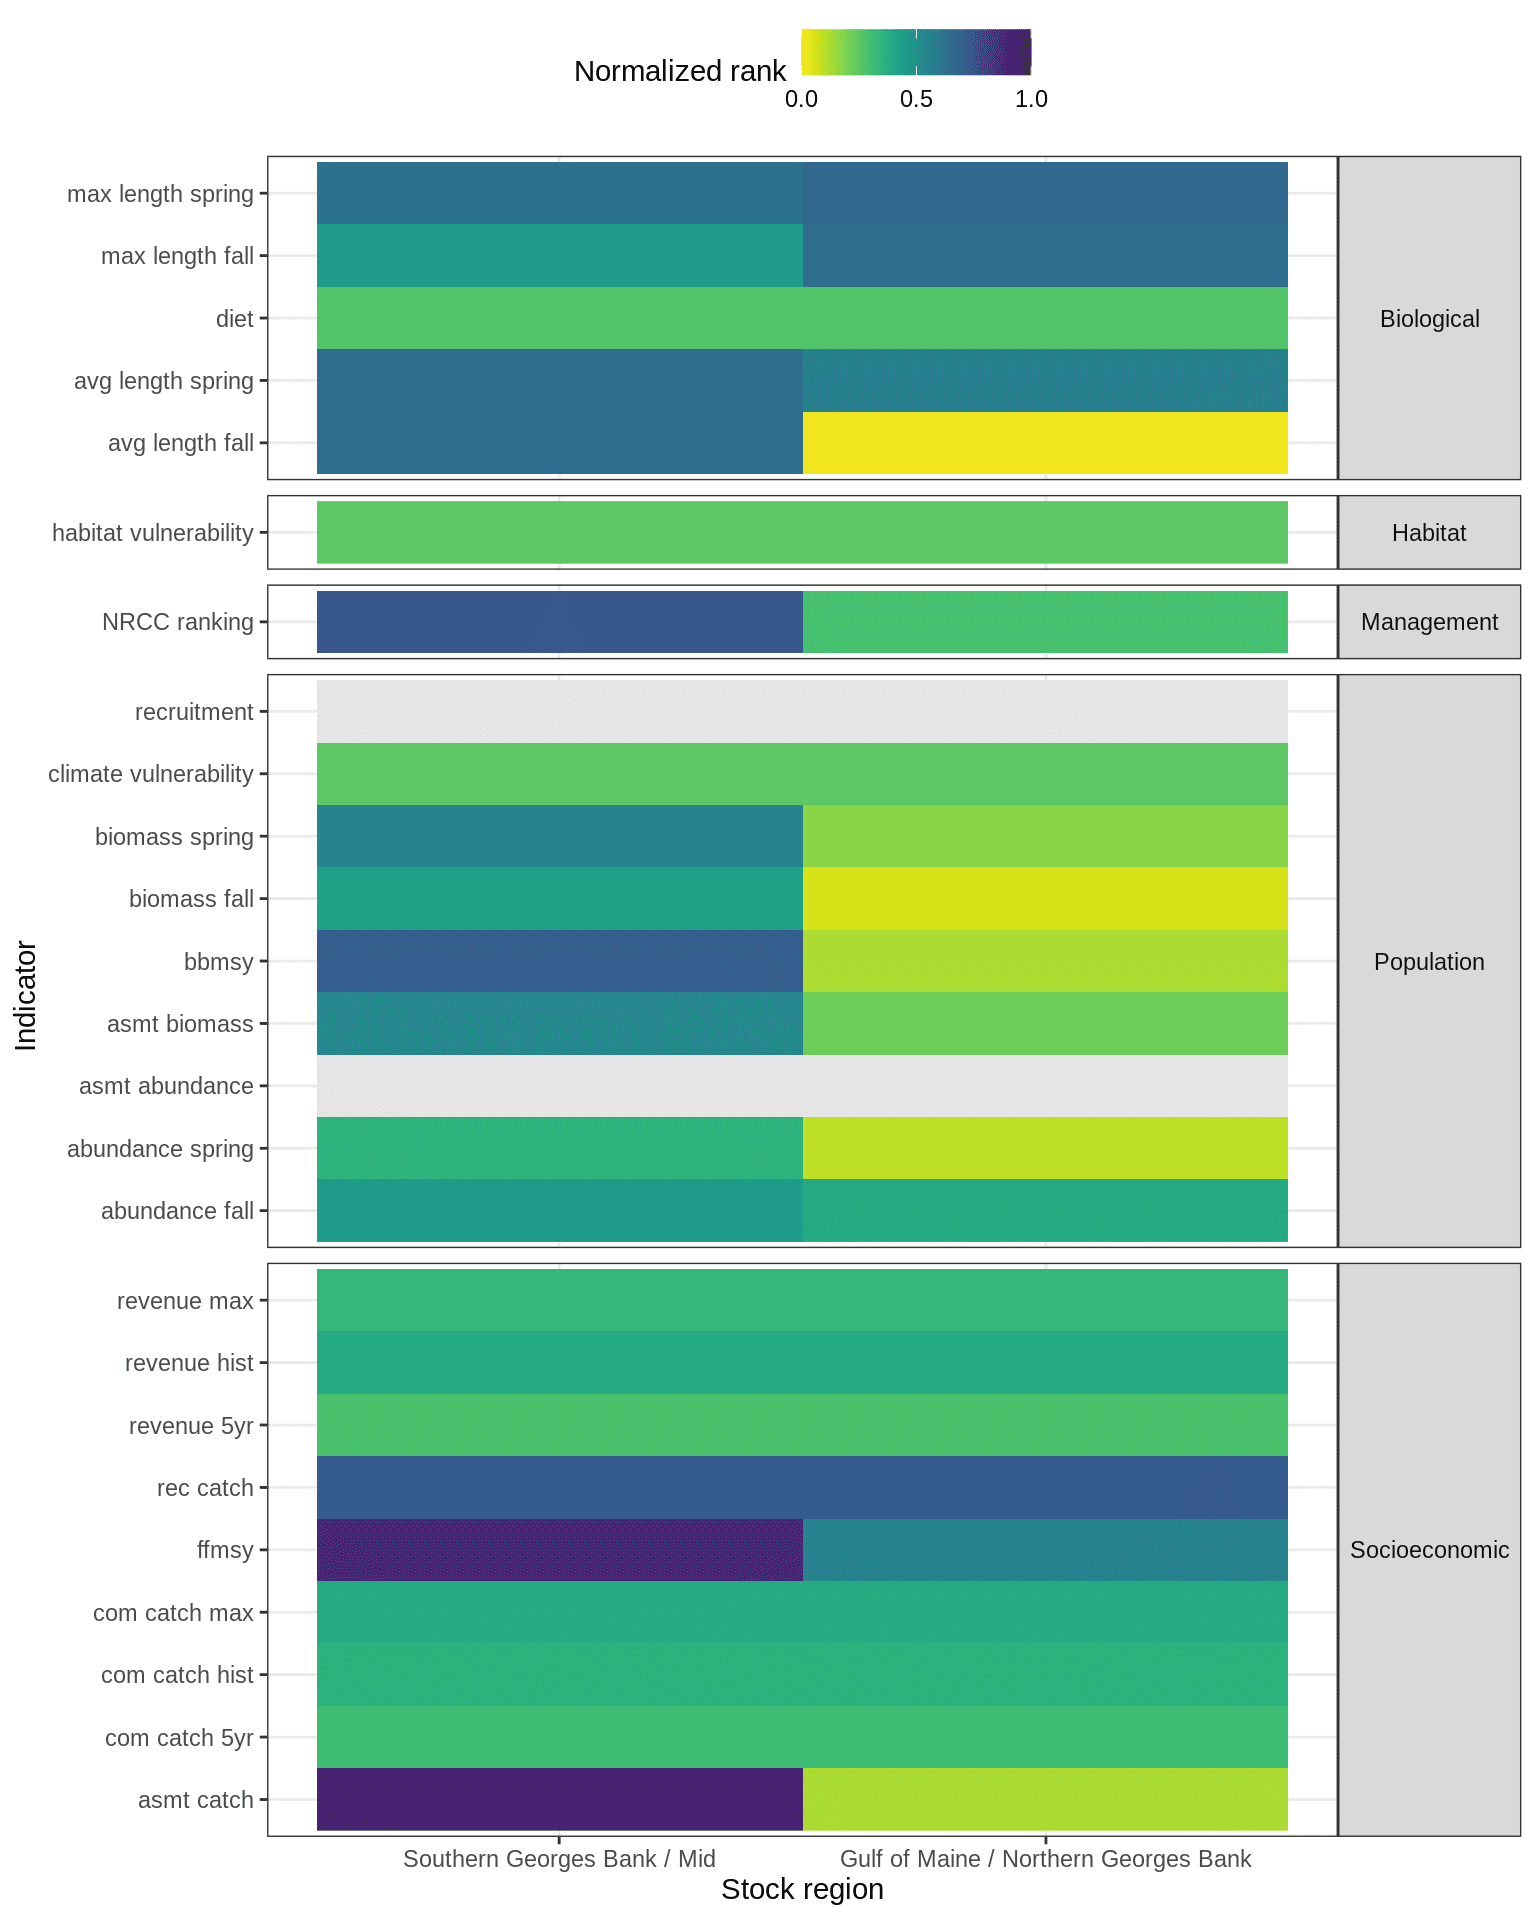 Normalized rank
0.0 0.5 1.0
max length spring
max length fall
diet
avg length spring
avg length fall
Biological
habitat vulnerability
Habitat
NRCC ranking
Management
recruitment
climate vulnerability
biomass spring
biomass fall
bbmsy
asmt biomass
asmt abundance
abundance spring
abundance fall
Population
Indicator
revenue max
revenue hist
revenue 5yr
rec catch
ffmsy
com catch max
com catch hist
com catch 5yr
asmt catch
Socioeconomic
Southern Georges Bank / Mid
Gulf of Maine / Northern Georges Bank
Stock region